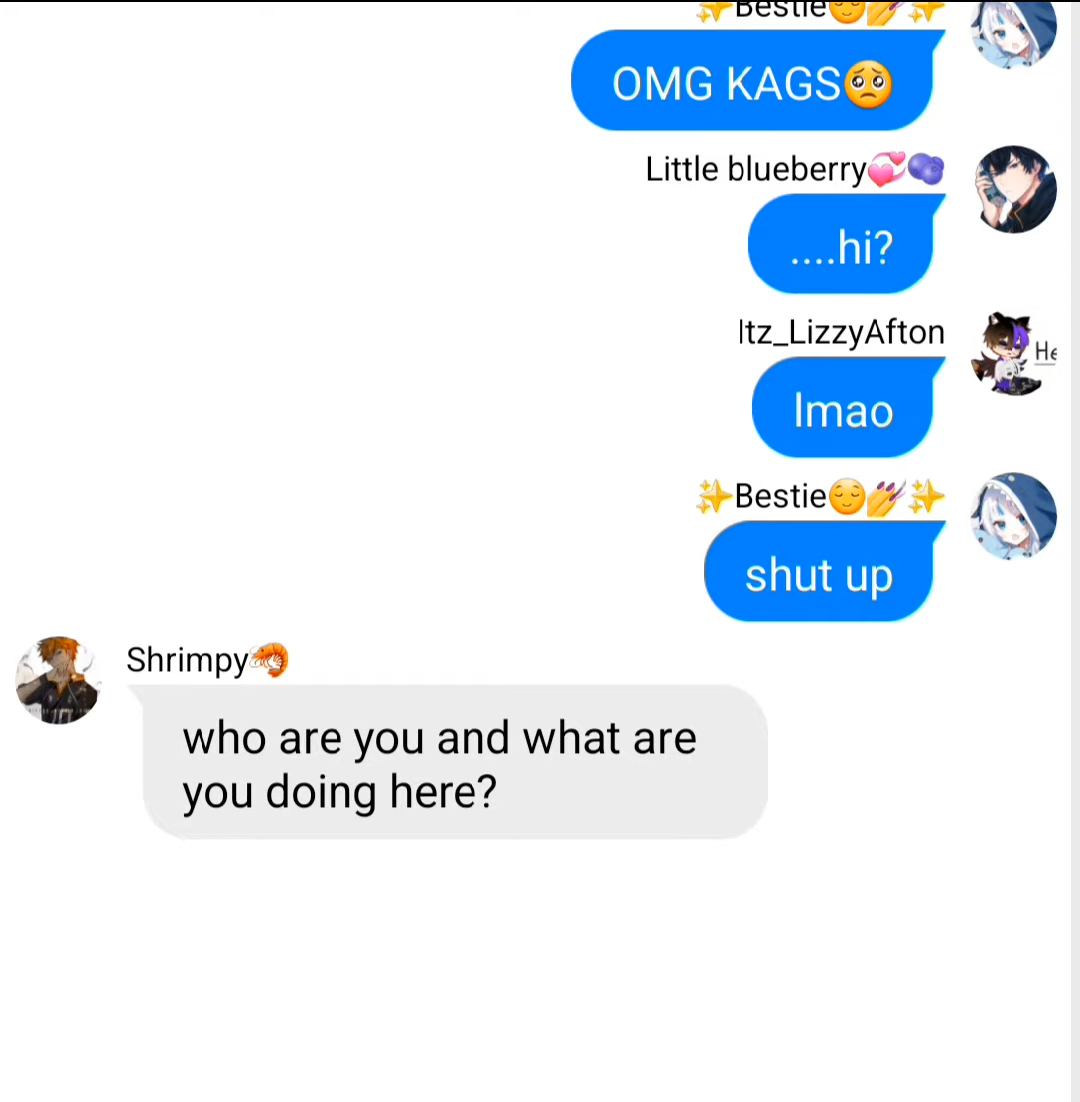 ✨Bestie😌💅✨
OMG KAGS🥺
Little blueberry💞🫐
....hi?
Itz_LizzyAfton
He
lmao
✨Bestie😌💅✨
shut up
Shrimpy🦐
who are you and what are
you doing here?